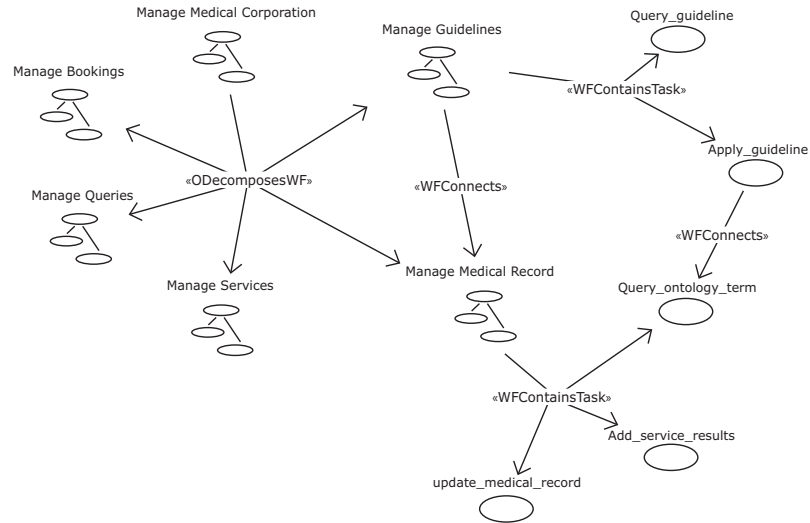 Manage Medical Corporation
Query_guideline
Manage Guidelines
Manage Bookings
«WFContainsTask»
Apply_guideline
«ODecomposesWF»
«WFConnects»
Manage Queries
«WFConnects»
Manage Medical Record
Manage Services
Query_ontology_term
«WFContainsTask»
Add_service_results
update_medical_record